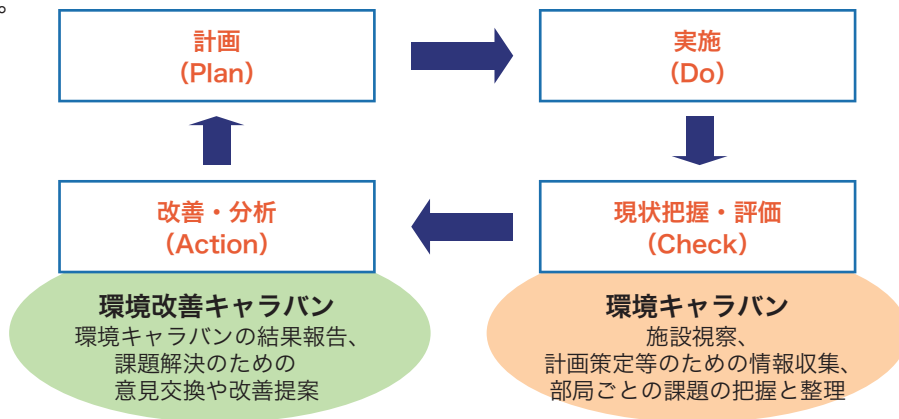 。
計画
（Plan）
実施
（Do）
改善・分析
（Action）
現状把握・評価
（Check）
環境改善キャラバン
環境キャラバンの結果報告、
課題解決のための
意見交換や改善提案
環境キャラバン
施設視察、
計画策定等のための情報収集、
部局ごとの課題の把握と整理